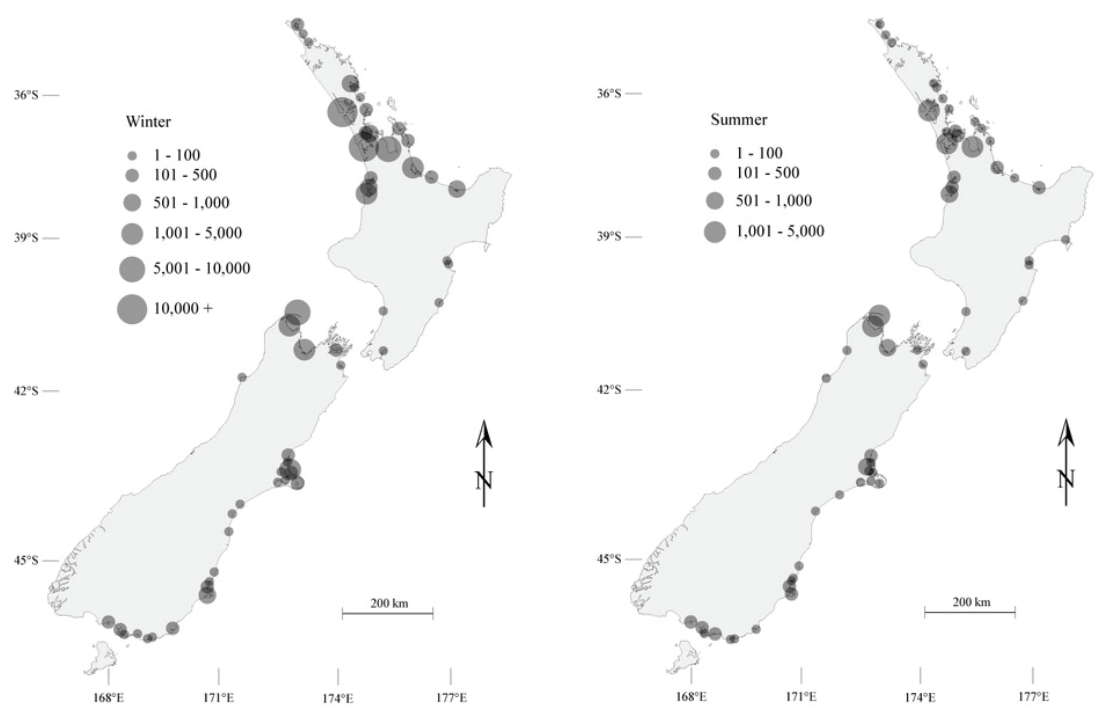 36°S
Winter
1 - 100
101 - 500
501 - 1,000
1,001 - 5,000
5,001 - 10,000
10,000 +
39°S
42°S
N
45°S
200 km
168°E
171°E
174°E
177°E
36°S
Summer
1 - 100
101 - 500
501 - 1,000
1,001 - 5,000
39°S
42°S
N
45°S
200 km
168°E
171°E
174°E
177°E